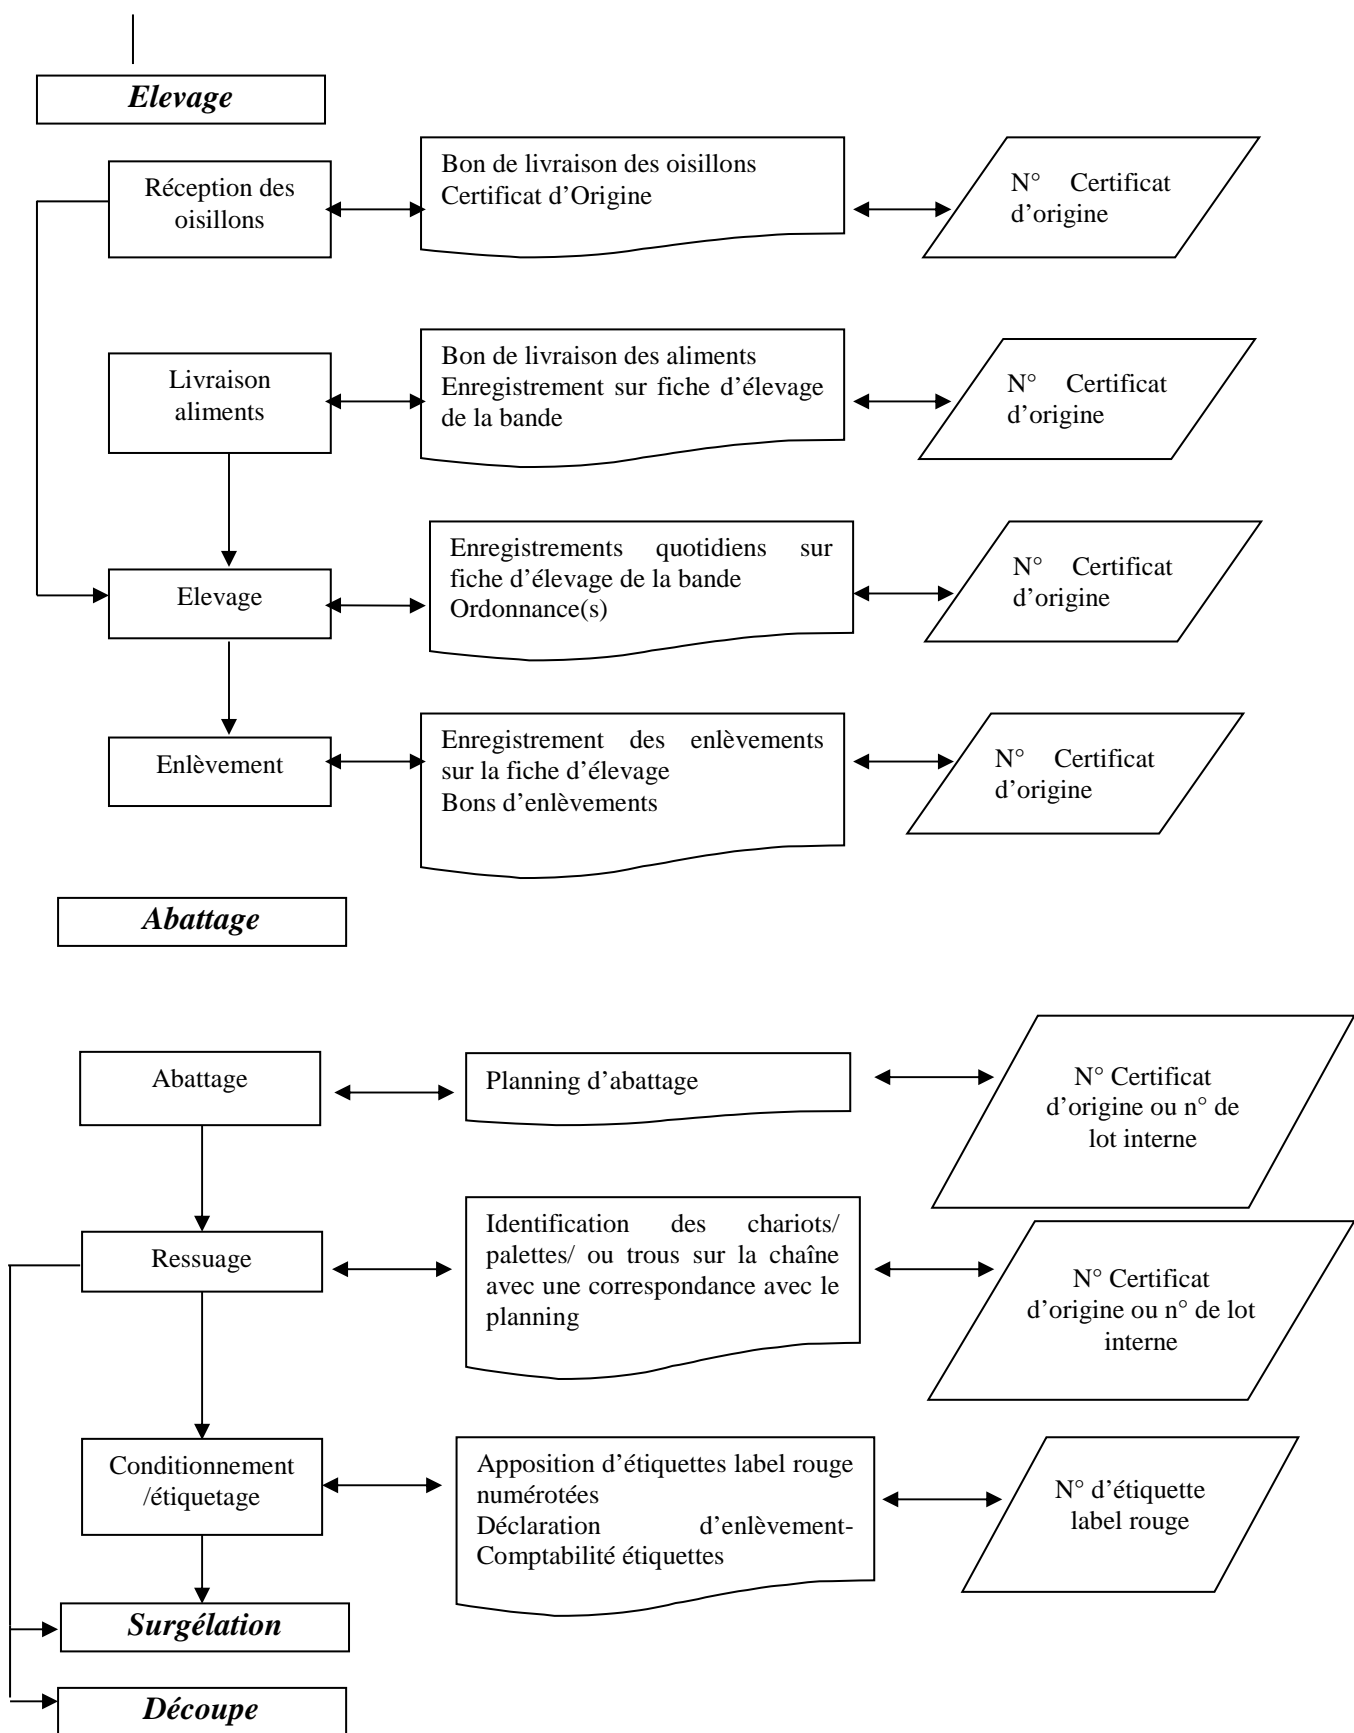 Elevage
Réception des
oisillons
Bon de livraison des oisillons
Certificat d’Origine
N° Certificat
d’origine
Livraison
aliments
Bon de livraison des aliments
Enregistrement sur fiche d’élevage
de la bande
N° Certificat
d’origine
Elevage
Enregistrements quotidiens sur
fiche d’élevage de la bande
Ordonnance(s)
N° Certificat
d’origine
Enlèvement
Enregistrement des enlèvements
sur la fiche d’élevage
Bons d’enlèvements
N° Certificat
d’origine
Abattage
Abattage
Planning d’abattage
N° Certificat
d’origine ou n° de
lot interne
Ressuage
Identification des chariots/
palettes/ ou trous sur la chaîne
avec une correspondance avec le
planning
N° Certificat
d’origine ou n° de lot
interne
Conditionnement
/étiquetage
Apposition d’étiquettes label rouge
numérotées
Déclaration d’enlèvement-
Comptabilité étiquettes
N° d’étiquette
label rouge
Surgélation
Découpe